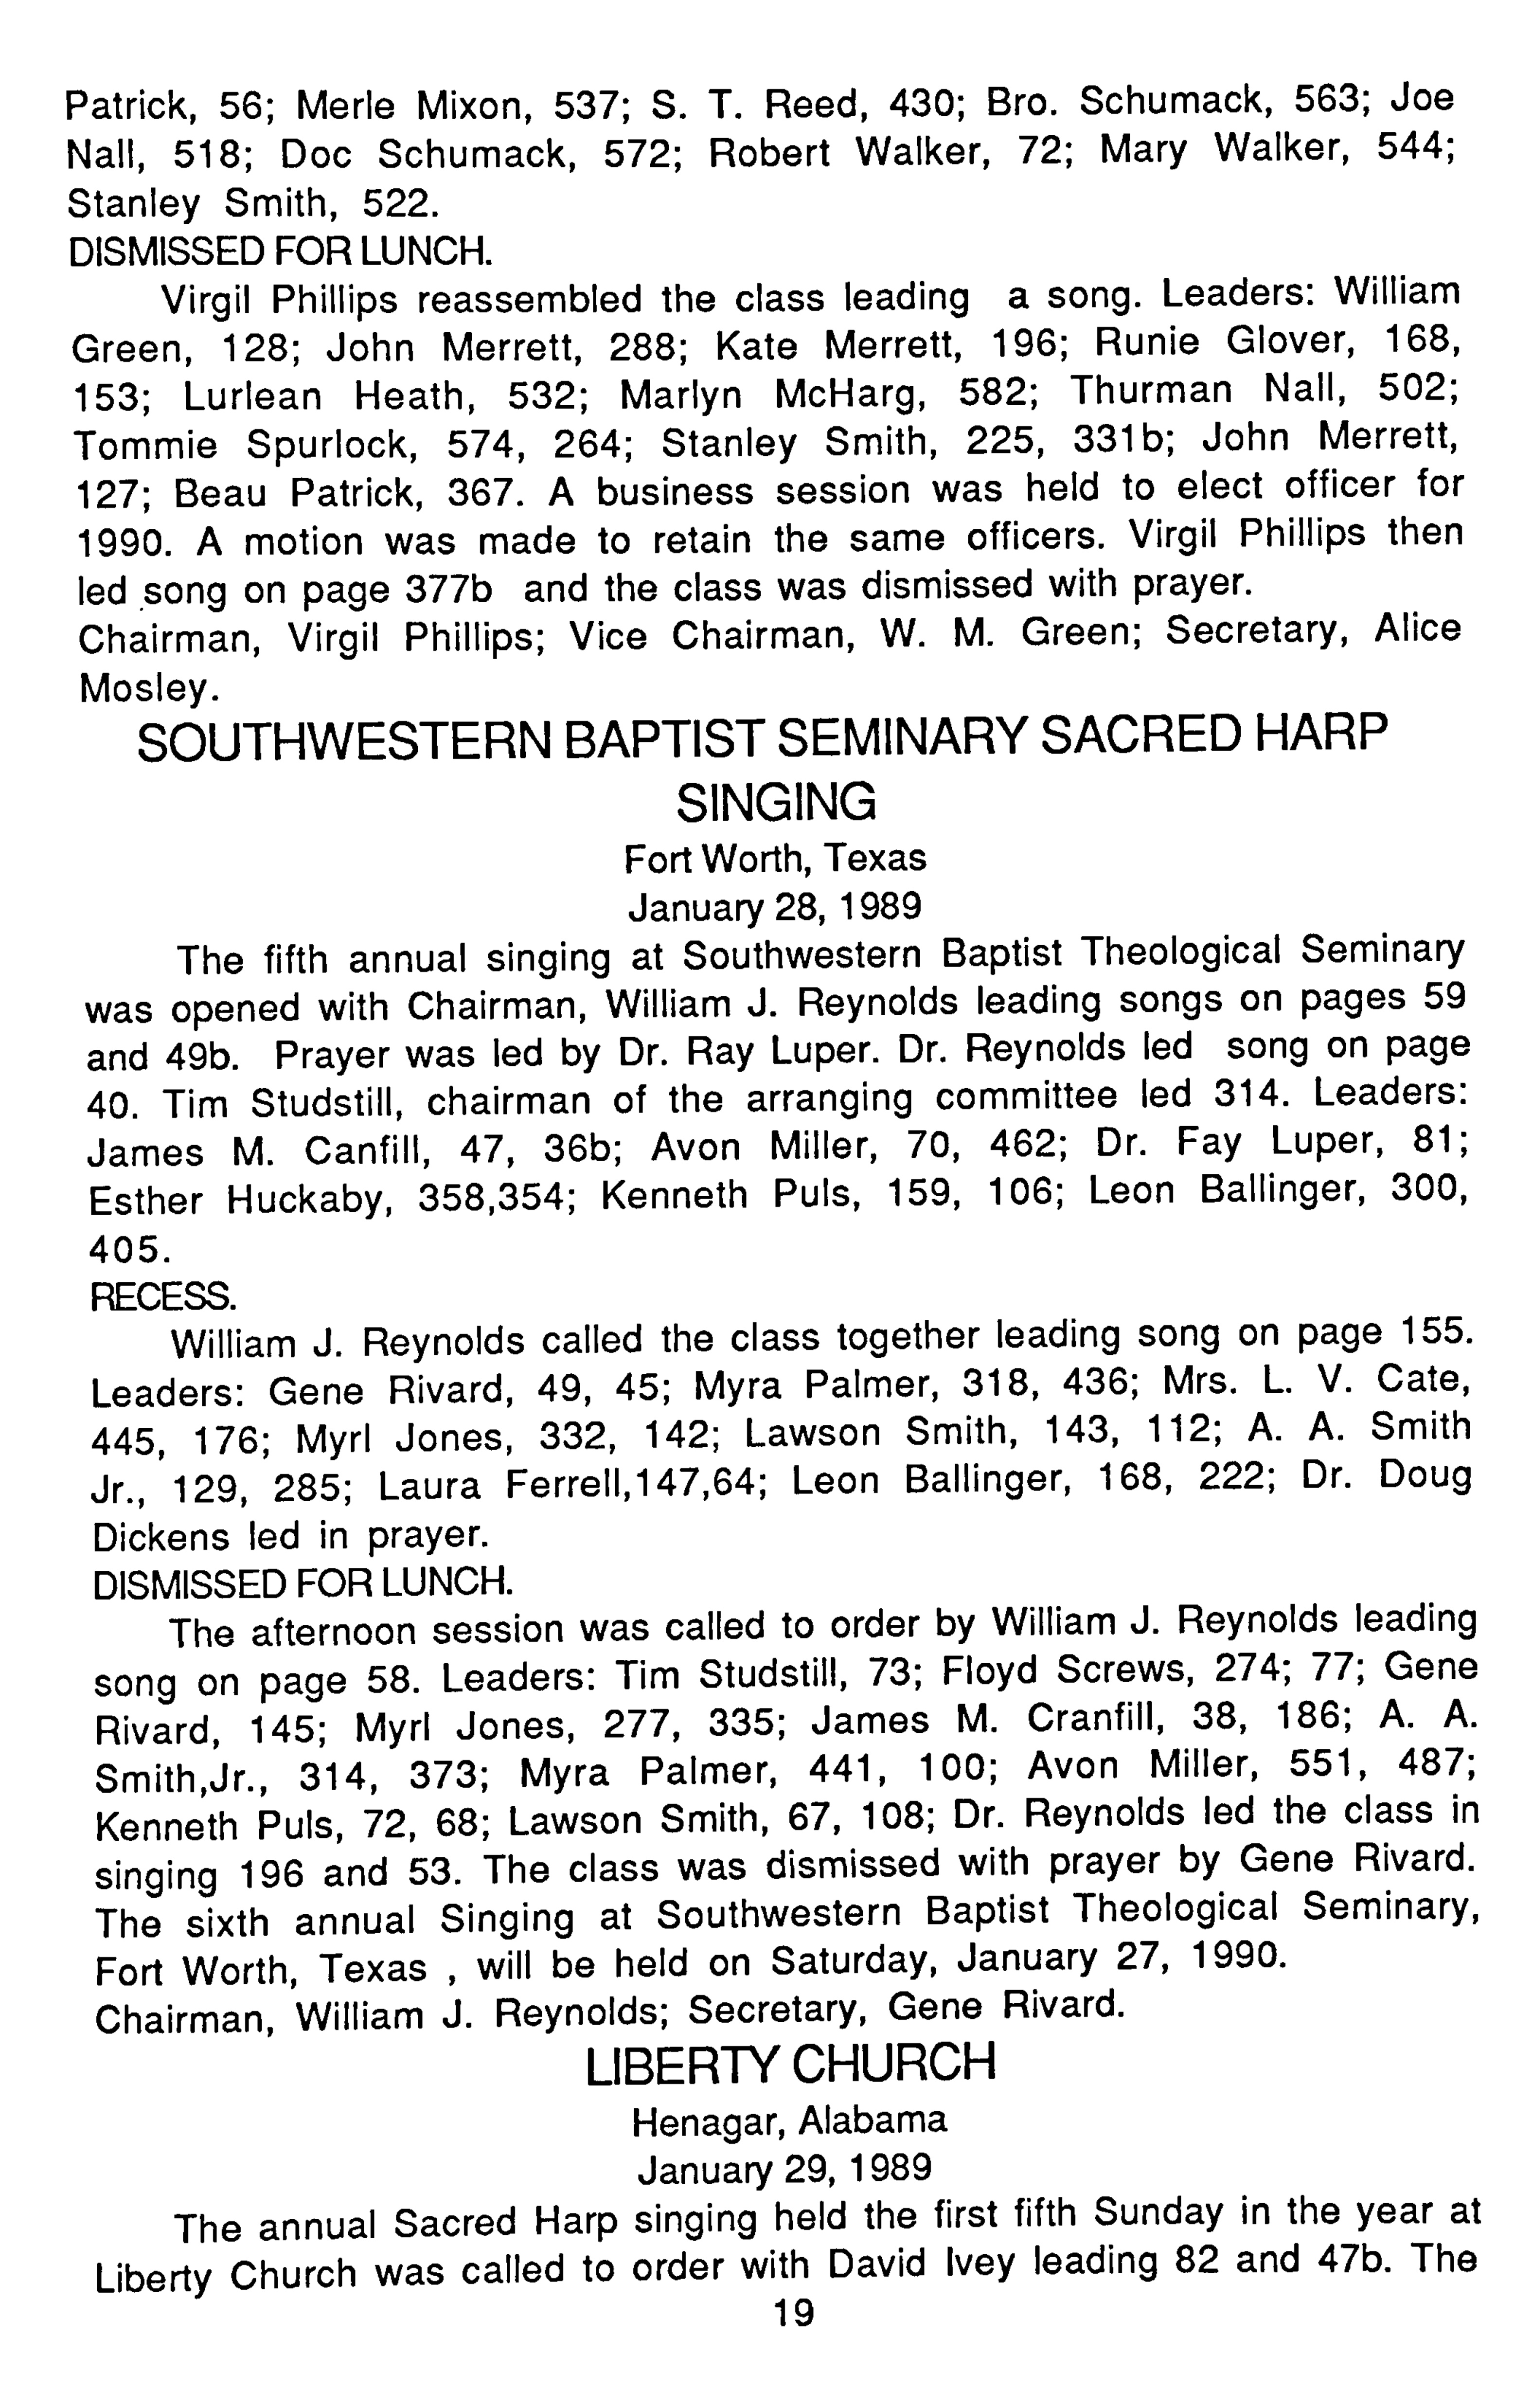 Patrick, 56; Merle Mixon, 537; S. T. Reed, 430; Bro. Schumack, 563; Joe
Nall, 518; Doc Schumack, 572; Robert Walker, 72; Mary Walker, 544;
Stanley Smith, 522.
DISMISSED FOR LUNCH.
Virgil Phillips reassembled the class leading a song. Leaders: William
Green, 128; John Merrett, 288; Kate Merrett, 196; Runie Glover, 168,
153; Lurlean Heath, 532; Marlyn McHarg, 582; Thurman Nall, 502;
Tommie Spurlock, 574, 264; Stanley Smith, 225, 331b; John Merrett,
127; Beau Patrick, 367. A business session was held to elect officer for
1990. A motion was made to retain the same officers. Virgil Phillips then
led song on page 377b and the class was dismissed with prayer.
Chairman, Virgil Phillips; Vice Chairman, W. M. Green; Secretary, Alice
Mosley.
SOUTHWESTERN BAPTIST SEMINARY SACRED HARP
SINGING
Fort Worth, Texas
January 28, 1989
The fifth annual singing at Southwestern Baptist Theological Seminary
was opened with Chairman, William J. Reynolds leading songs on pages 59
and 49b. Prayer was led by Dr. Ray Luper. Dr. Reynolds led song on page
40. Tim Studstill, chairman of the arranging committee led 314. Leaders:
James M. Canfill, 47, 36b; Avon Miller, 70, 462; Dr. Fay Luper, 81;
Esther Huckaby, 358,354; Kenneth Puls, 159, 106; Leon Ballinger, 300,
405.
RECESS.
William J. Reynolds called the class together leading song on page 155.
Leaders: Gene Rivard, 49, 45; Myra Palmer, 318, 436; Mrs. L. V. Cate,
445, 176; Myrl Jones, 332, 142; Lawson Smith, 143, 112; A. A. Smith
Jr., 129, 285; Laura Ferrell,147,64; Leon Ballinger, 168, 222; Dr. Doug
Dickens led in prayer.
DISMISSED FOR LUNCH.
The afternoon session was called to order by William J. Reynolds leading
song on page 58. Leaders: Tim Studstill, 73; Floyd Screws, 274; 77; Gene
Rivard, 145; Myrl Jones, 277, 335; James M. Cranfill, 38, 186; A. A.
Smith,Jr., 314, 373; Myra Palmer, 441, 100; Avon Miller, 551, 487;
Kenneth Puls, 72, 68; Lawson Smith, 67, 108; Dr. Reynolds led the class in
singing 196 and 53. The class was dismissed with prayer by Gene Rivard.
The sixth annual Singing at Southwestern Baptist Theological Seminary,
Fort Worth, Texas , will be held on Saturday, January 27, 1990.
Chairman, William J. Reynolds; Secretary, Gene Rivard.
LIBERTY CHURCH
Henagar, Alabama
January 29, 1989
The annual Sacred Harp singing held the first fifth Sunday in the year at
Liberty Church was called to order with David Ivey leading 82 and 47b. The
19